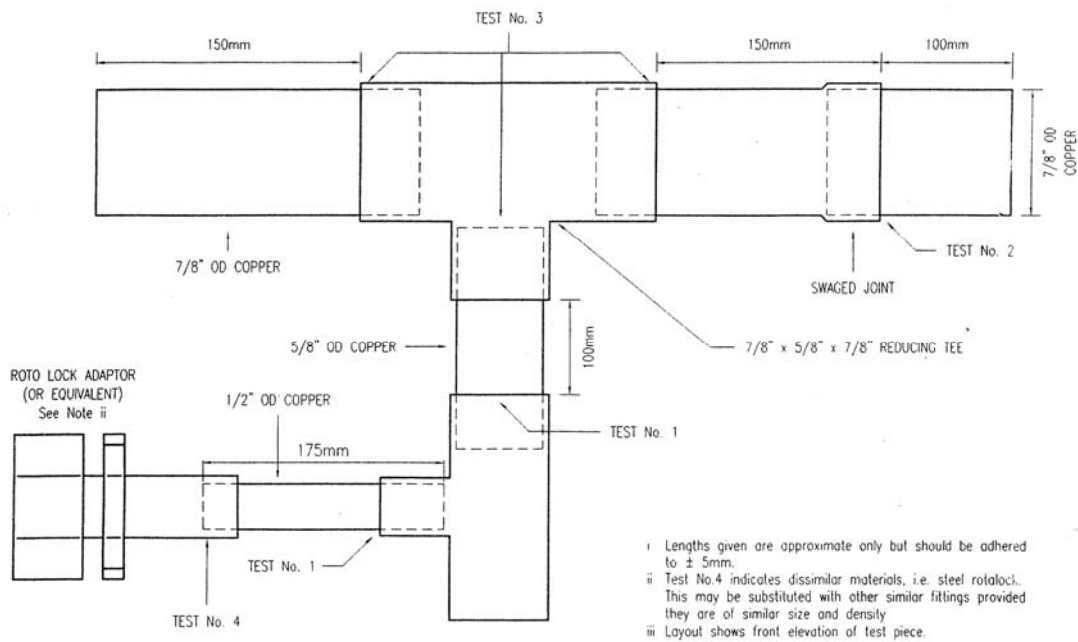 TEST No. 3
150mm
150mm
100mm
7/8" OD
COPPER
7/8" OD COPPER
TEST No. 2
SWAGED JOINT
5/8" OD COPPER
100mm
7/8" x 5/8" x 7/8" REDUCING TEE
ROTO LOCK ADAPTOR
(OR EQUIVALENT)
See Note ii
1/2" OD COPPER
175mm
TEST No. 1
TEST No. 1
TEST No. 4
i Lengths given are approximate only but should be adhered
to ± 5mm.
ii Test No.4 indicates dissimilar materials, i.e. steel rotalock.
This may be substituted with other similar fittings provided
they are of similar size and density
iii Layout shows front elevation of test piece.